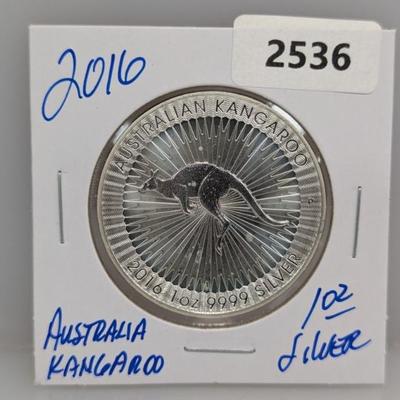 2016
2536
AUSTRALIAN KANGAROO
P
2016 1oz 9999 SILVER
AUSTRALIA
KANGAROO
1oz
SILVER